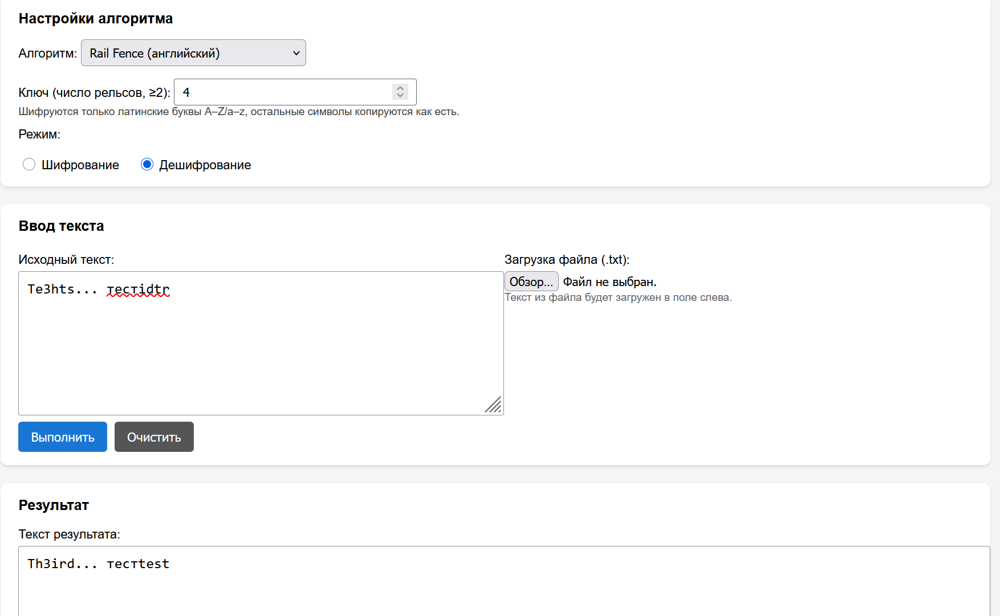 Настройки алгоритма
Алгоритм: Rail Fence (английский)
Ключ (число рельсов, ≥2): 4
Шифруются только латинские буквы A–Z/a–z, остальные символы копируются как есть.
Режим:
Шифрование Дешифрование
Ввод текста
Исходный текст: Загрузка файла (.txt):
Te3hts... тестidtr Обзор... Файл не выбран.
Текст из файла будет загружен в поле слева.
Выполнить Очистить
Результат
Текст результата:
Th3ird... тестtest